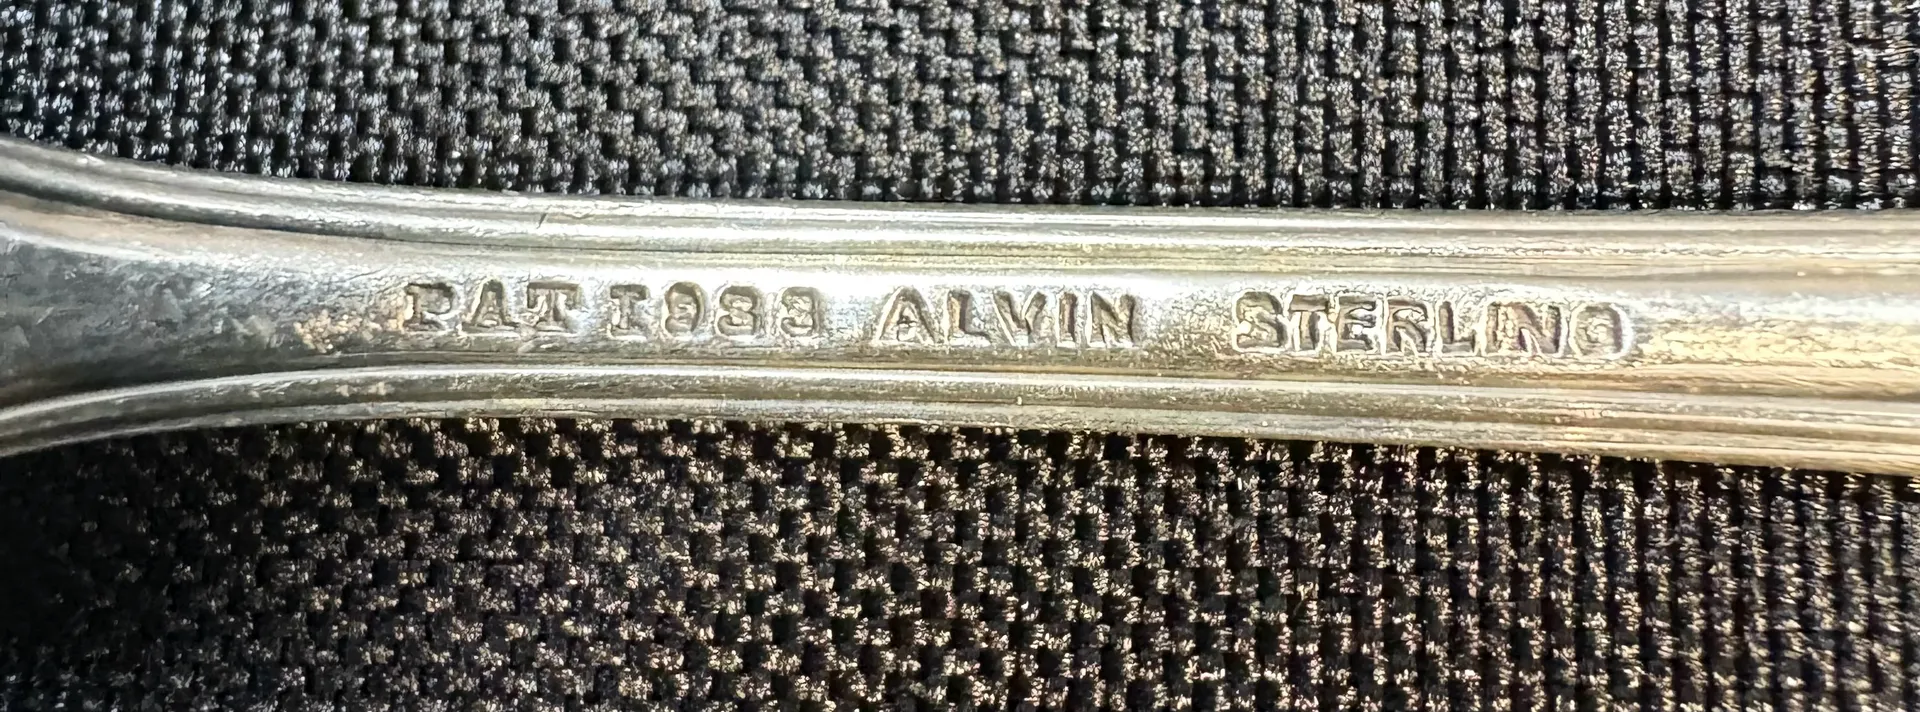 PAT 1933 ALVIN STERLING